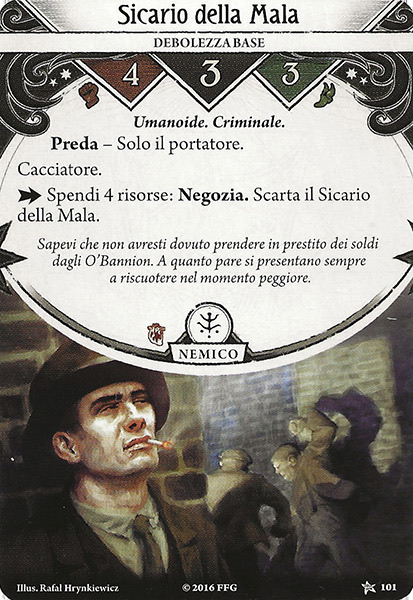 Sicario della Mala
DEBOLEZZA BASE
4 3 3
Umanoide. Criminale.
Preda – Solo il portatore.
Cacciatore.
Spendi 4 risorse: Negozia. Scarta il Sicario
della Mala.
Sapevi che non avresti dovuto prendere in prestito dei soldi
dagli O’Bannion. A quanto pare si presentano sempre
a riscuotere nel momento peggiore.
NEMICO
Illus. Rafał Hrynkiewicz © 2016 FFG 101